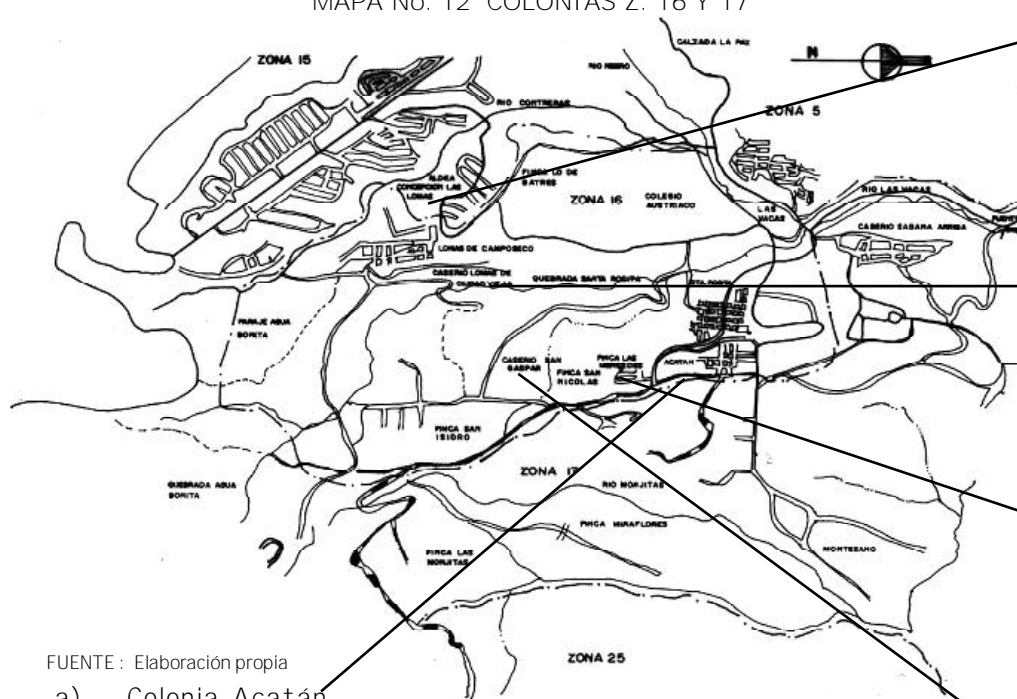 MAPA No. 12 COLONIAS Z. 16 Y 17
CALZADA LA PAZ
ZONA 15
N
RIO NEGRO
RIO CONTRERAS
ZONA 5
ALDEA
CONCEPCION LAS
LOMAS
FINCA LO DE
BATRES
ZONA 16
COLEGIO
AUSTRIACO
LAS
VACAS
RIO LAS VACAS
CASERIO SABANA ARRIBA
LOMAS DE CAMPOSECO
CASERIO LOMAS DE
QUEBRADA SANTA ROSITA
STA. ROSITA
PARAJE AGUA
BONITA
CASERIO SAN
GASPAR
FINCA SAN
NICOLAS
FINCA LAS
MERCEDES
ACATAN
FINCA SAN
ISIDRO
ZONA 17
QUEBRADA AGUA
BONITA
RIO MONJITAS
FINCA MIRAFLORES
FINCA LAS
MONJITAS
MONTESANO
FUENTE : Elaboración propia
ZONA 25
a) Colonia Acatán